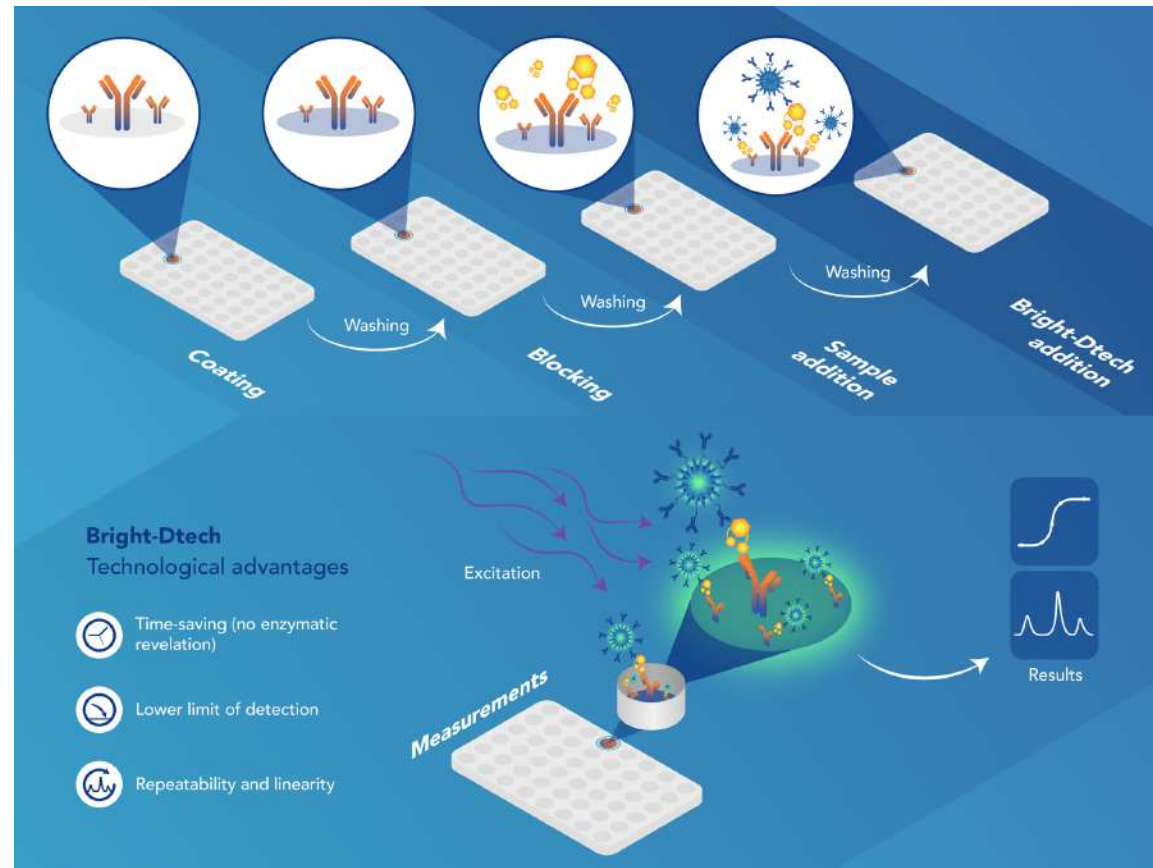 Washing
Washing
Washing
Coating
Blocking
Sample
addition
Bright-Dtech
addition
Bright-Dtech
Technological advantages
Time-saving (no enzymatic
revelation)
Lower limit of detection
Repeatability and linearity
Excitation
Measurements
Results